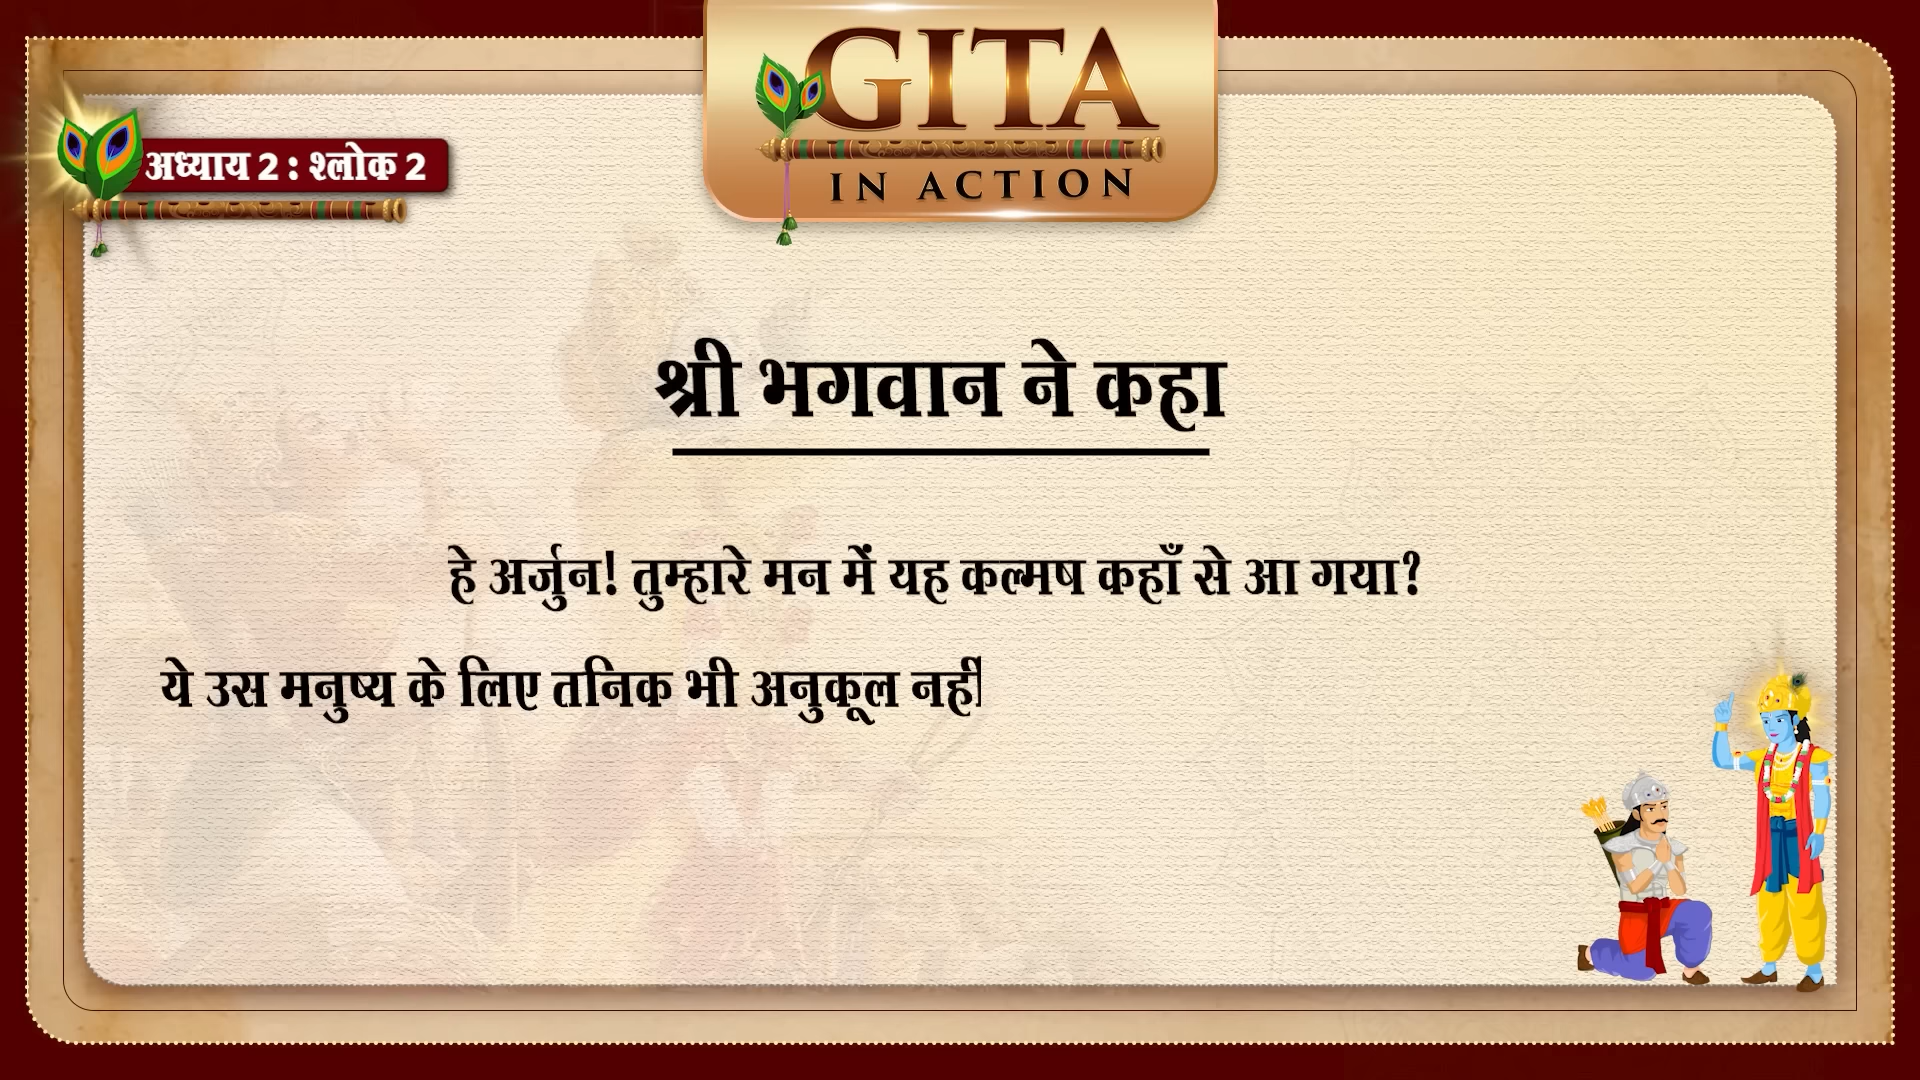 GITA
IN ACTION
अध्याय 2 : श्लोक 2
श्री भगवान ने कहा
हे अर्जुन! तुम्हारे मन में यह कल्मष कहाँ से आ गया?
ये उस मनुष्य के लिए तनिक भी अनुकूल नहीं